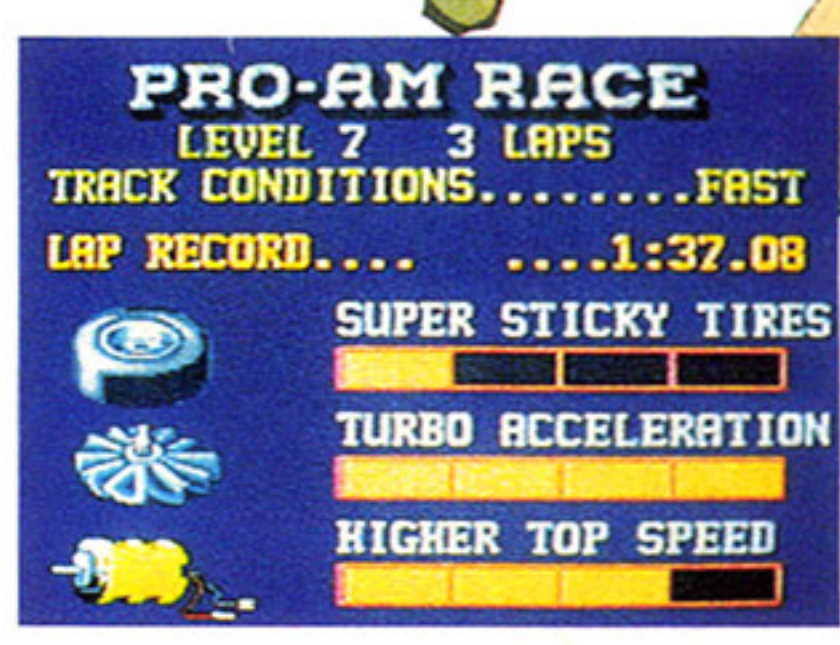 PRO-AM RACE
LEVEL 7 3 LAPS
TRACK CONDITIONS........FAST
LAP RECORD.... ....1:37.08
SUPER STICKY TIRES
TURBO ACCELERATION
HIGHER TOP SPEED